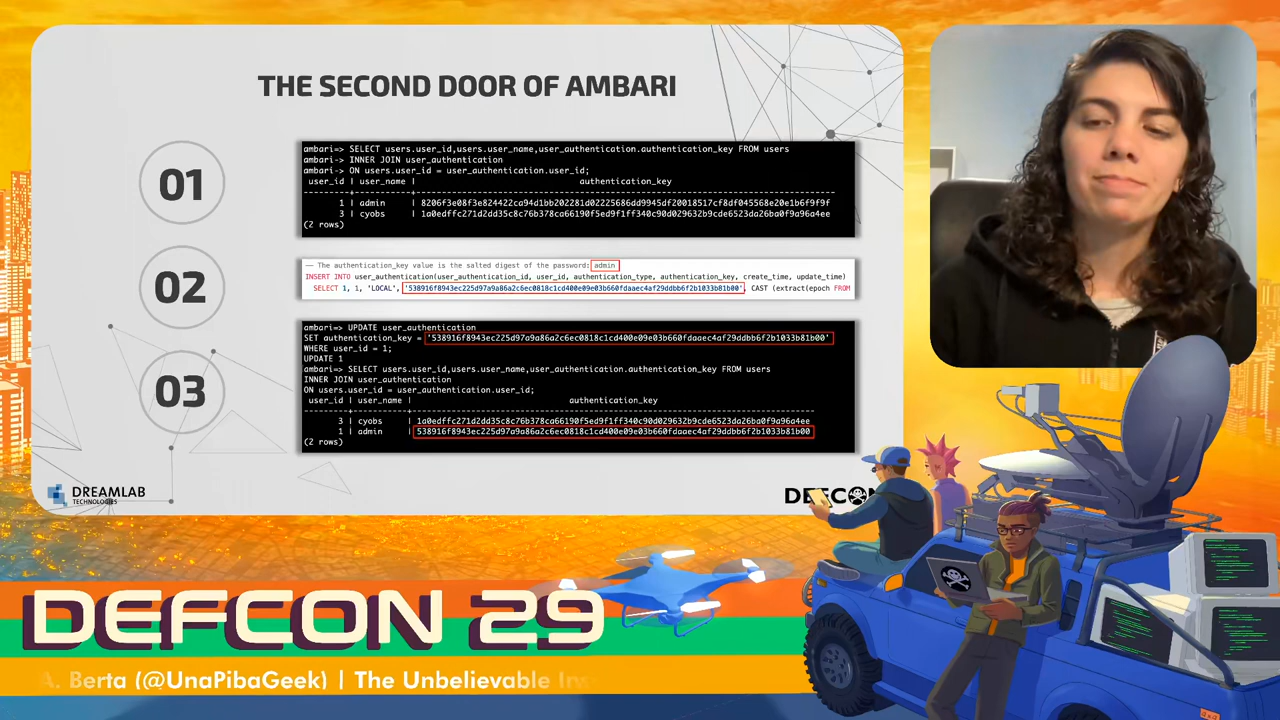 THE SECOND DOOR OF AMBARI
01
ambari=> SELECT users.user_id,users.user_name,user_authentication.authentication_key FROM users
ambari-> INNER JOIN user_authentication
ambari-> ON users.user_id = user_authentication.user_id;
user_id | user_name | authentication_key
1 | admin | 8206f3e08f3e824422ca94d1bb202281d02225686dd9945df20018517cf8df045568e20e1b6f9f9f
3 | cyobs | 1a0edffc271d2dd35c8c76b378ca66190f5ed9f1ff340c90d029632b9cde6523da26ba0f9a96a4ee
(2 rows)
02
-- The authentication_key value is the salted digest of the password: admin
INSERT INTO user_authentication(user_authentication_id, user_id, authentication_type, authentication_key, create_time, update_time)
SELECT 1, 1, 'LOCAL', '538916f8943ec225d97a9a86a2c6ec0818c1cd400e09e03b660fdaaec4af29ddbb6f2b1033b81b00', CAST (extract(epoch FROM
03
ambari=> UPDATE user_authentication
SET authentication_key = '538916f8943ec225d97a9a86a2c6ec0818c1cd400e09e03b660fdaaec4af29ddbb6f2b1033b81b00'
WHERE user_id = 1;
UPDATE 1
ambari=> SELECT users.user_id,users.user_name,user_authentication.authentication_key FROM users
INNER JOIN user_authentication
ON users.user_id = user_authentication.user_id;
user_id | user_name | authentication_key
3 | cyobs | 1a0edffc271d2dd35c8c76b378ca66190f5ed9f1ff340c90d029632b9cde6523da26ba0f9a96a4ee
1 | admin | 538916f8943ec225d97a9a86a2c6ec0818c1cd400e09e03b660fdaaec4af29ddbb6f2b1033b81b00
(2 rows)
DREAMLAB
TECHNOLOGIES
DEFCON
DEFCON 29
A. Berta (@UnaPibaGeek) | The Unbelievable